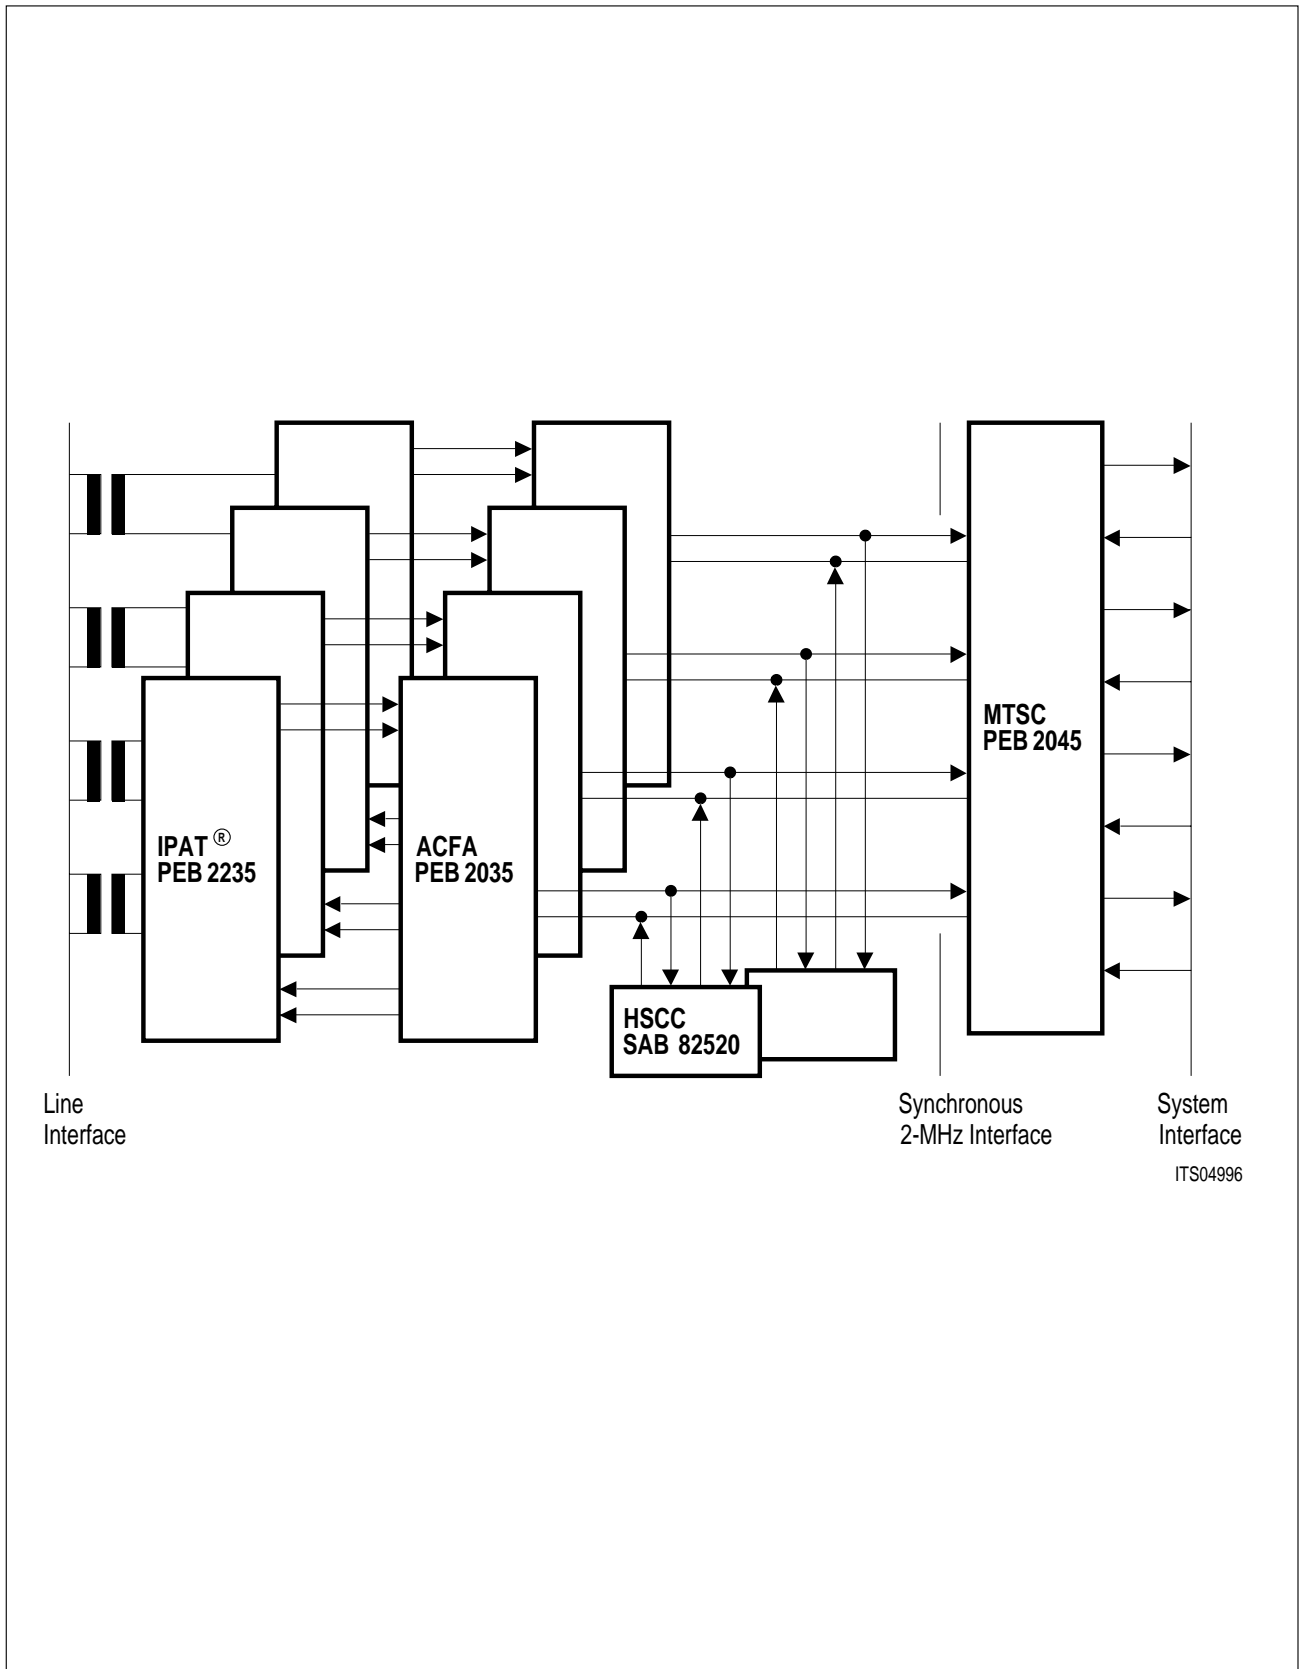 IPAT ®
PEB 2235
ACFA
PEB 2035
HSCC
SAB 82520
MTSC
PEB 2045
Line
Interface
Synchronous
2-MHz Interface
System
Interface
ITS04996